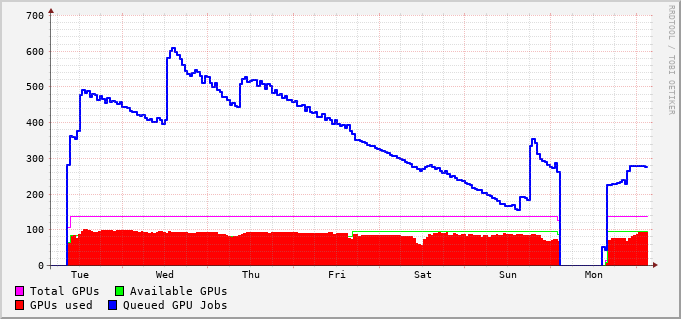 700
600
500
400
300
200
100
0
Tue Wed Thu Fri Sat Sun Mon
Total GPUs Available GPUs
GPUs used Queued GPU Jobs
RRDTOOL / TOBI OETIKER